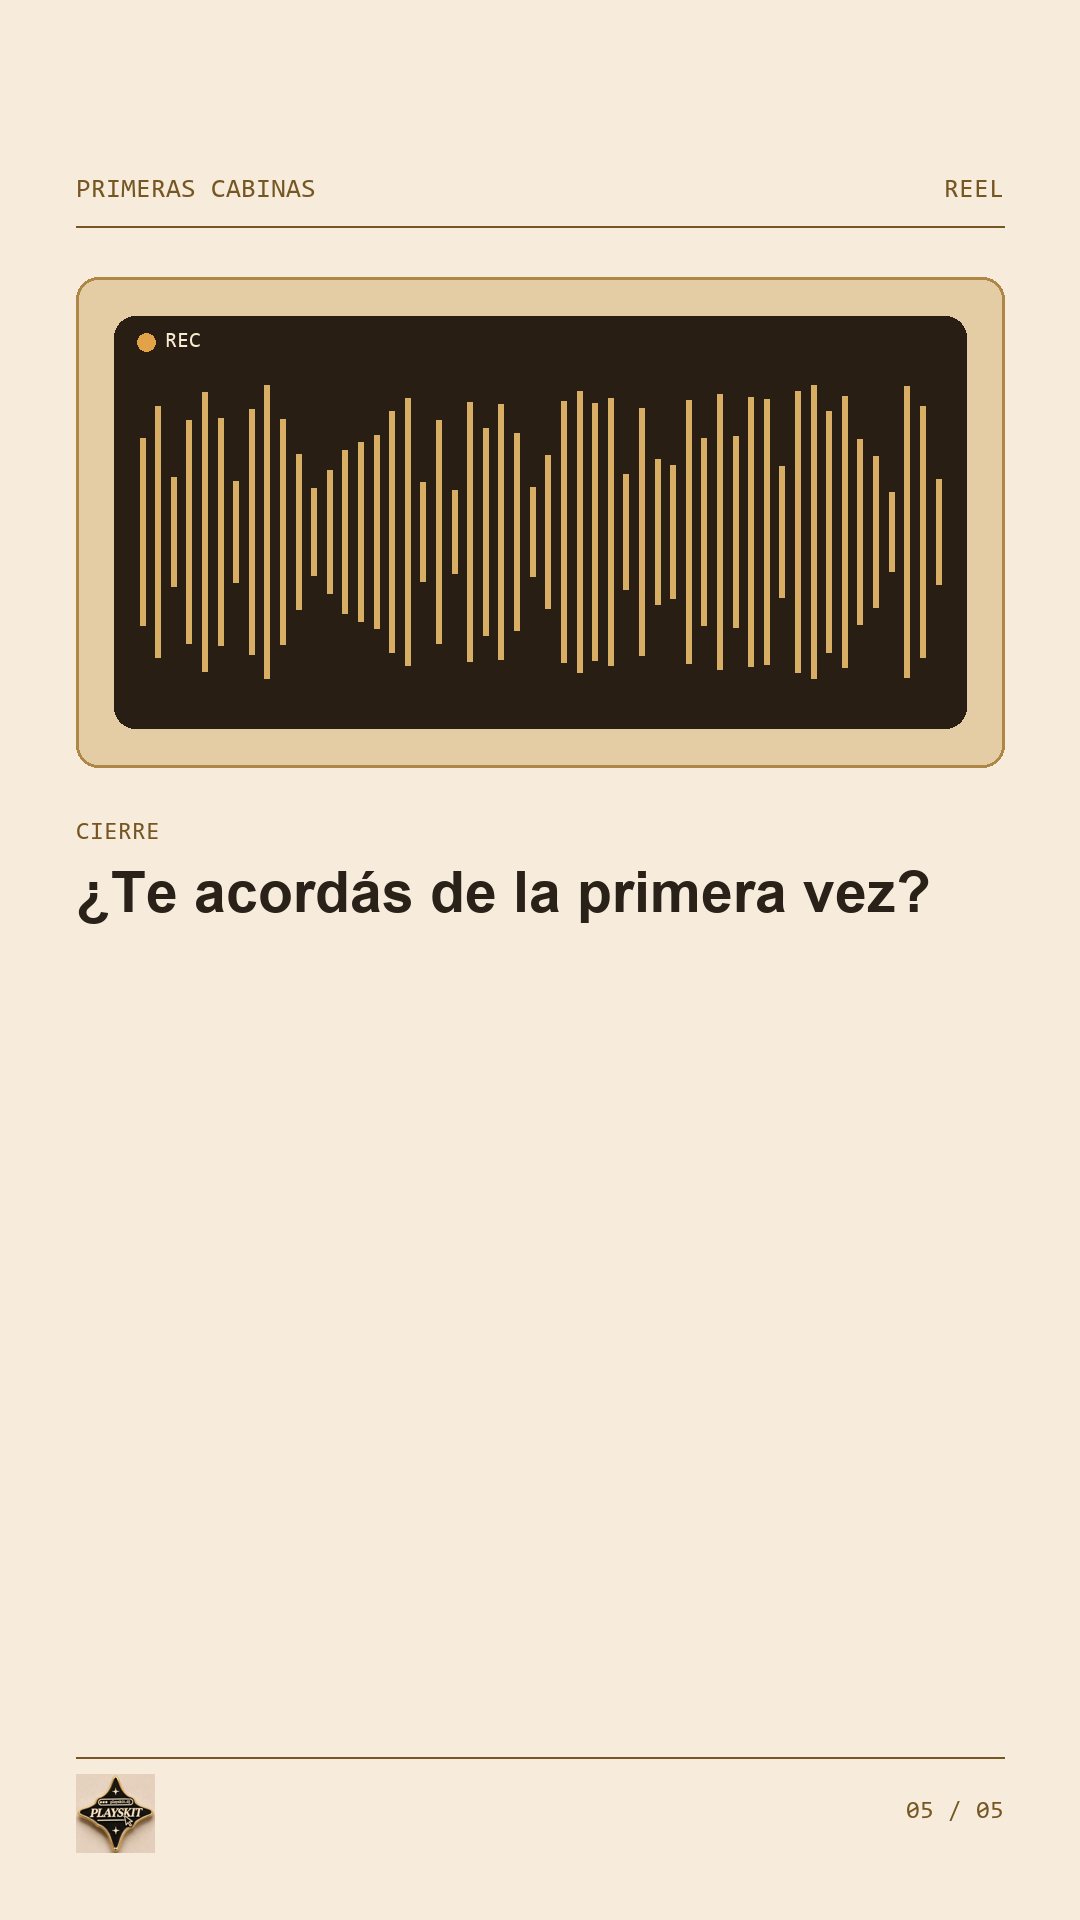 PRIMERAS CABINAS
REEL
REC
CIERRE
¿Te acordás de la primera vez?
PLAYSKIT
05 / 05